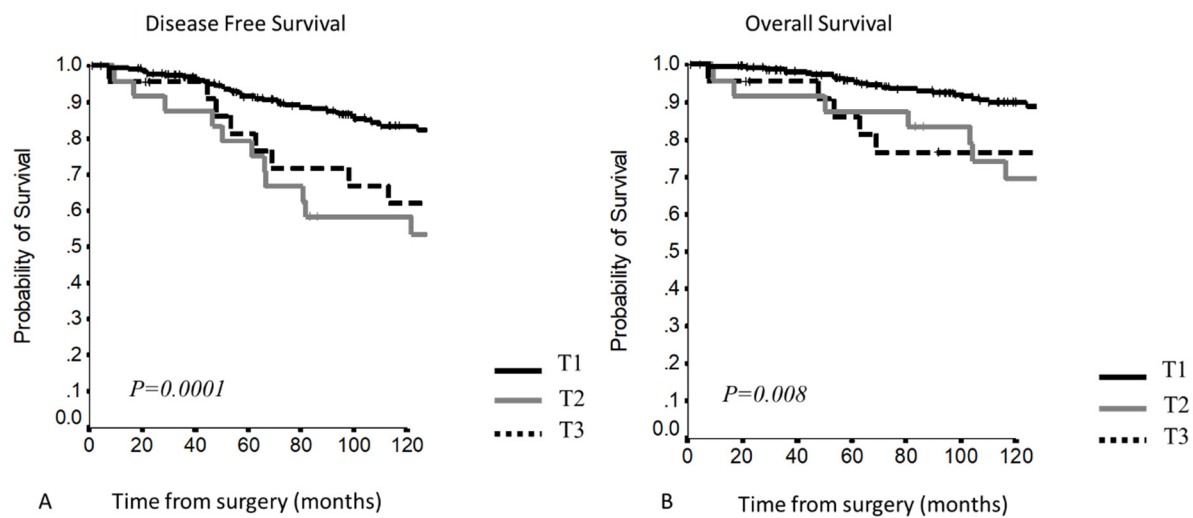 Disease Free Survival
Probability of Survival
1.0
.9
.8
.7
.6
.5
.4
.3
.2
.1
0.0
0 20 40 60 80 100 120
P=0.0001
T1
T2
T3
A Time from surgery (months)
Overall Survival
Probability of Survival
1.0
.9
.8
.7
.6
.5
.4
.3
.2
.1
0.0
0 20 40 60 80 100 120
P=0.008
T1
T2
T3
B Time from surgery (months)